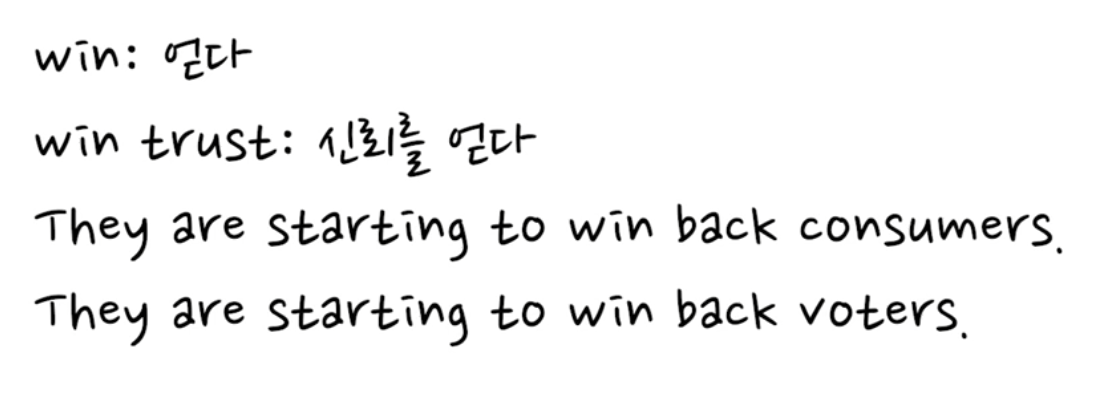 win: 얻다
win trust: 신뢰를 얻다
They are starting to win back consumers.
They are starting to win back voters.